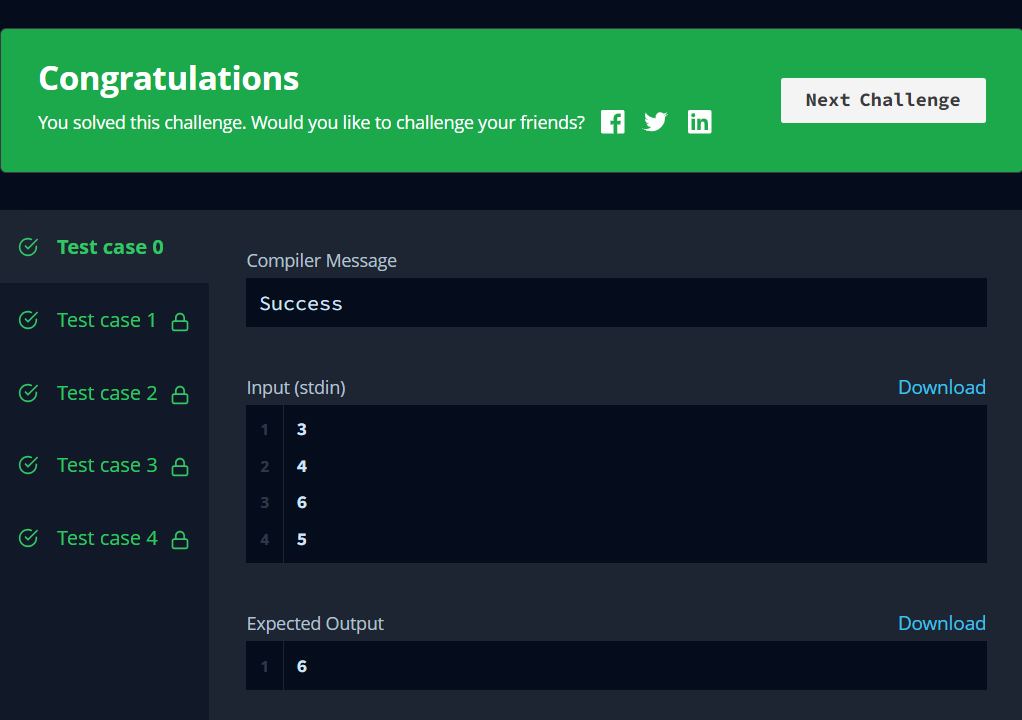 Congratulations
You solved this challenge. Would you like to challenge your friends?
Next Challenge
Test case 0
Test case 1
Test case 2
Test case 3
Test case 4
Compiler Message
Success
Input (stdin)
Download
1 3
2 4
3 6
4 5
Expected Output
Download
1 6